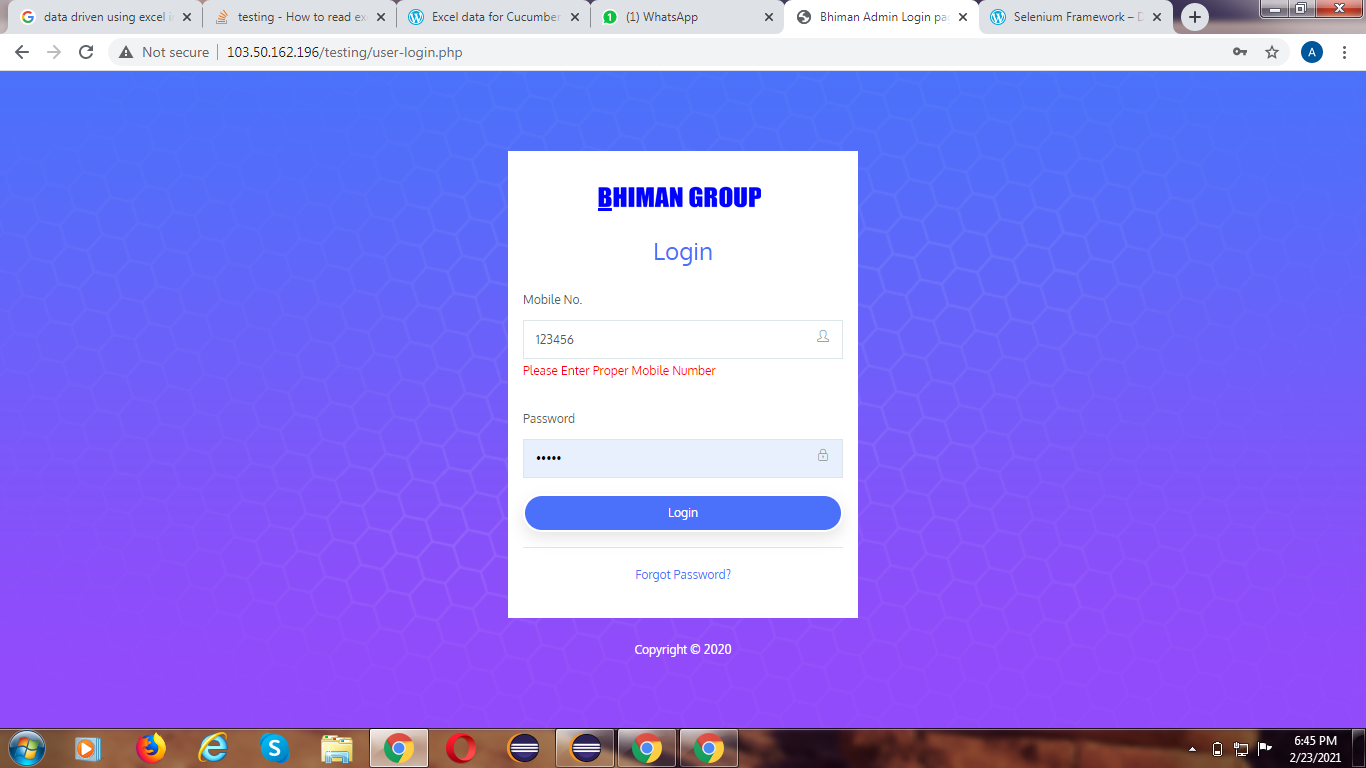 data driven using excel i
testing - How to read ex
Excel data for Cucumber
(1) WhatsApp
Bhiman Admin Login pa
Selenium Framework – D
Not secure
103.50.162.196/testing/user-login.php
A
BHIMAN GROUP
Login
Mobile No.
123456
Please Enter Proper Mobile Number
Password
•••••
Login
Forgot Password?
Copyright © 2020
6:45 PM
2/23/2021